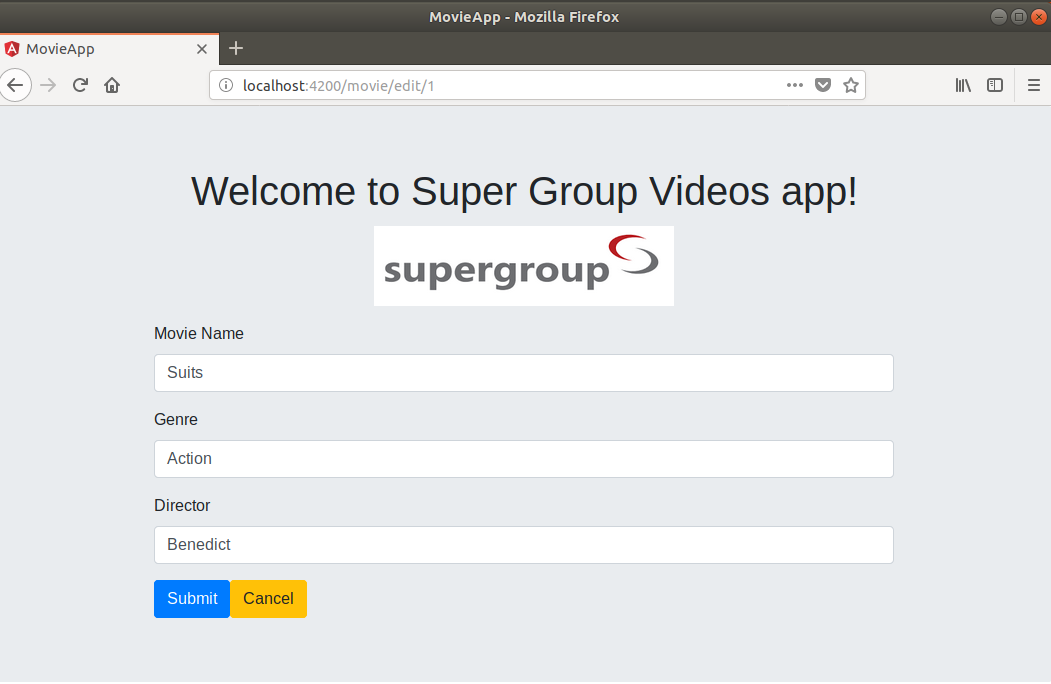 MovieApp - Mozilla Firefox
MovieApp
localhost:4200/movie/edit/1
Welcome to Super Group Videos app!
supergroup
Movie Name
Suits
Genre
Action
Director
Benedict
Submit Cancel